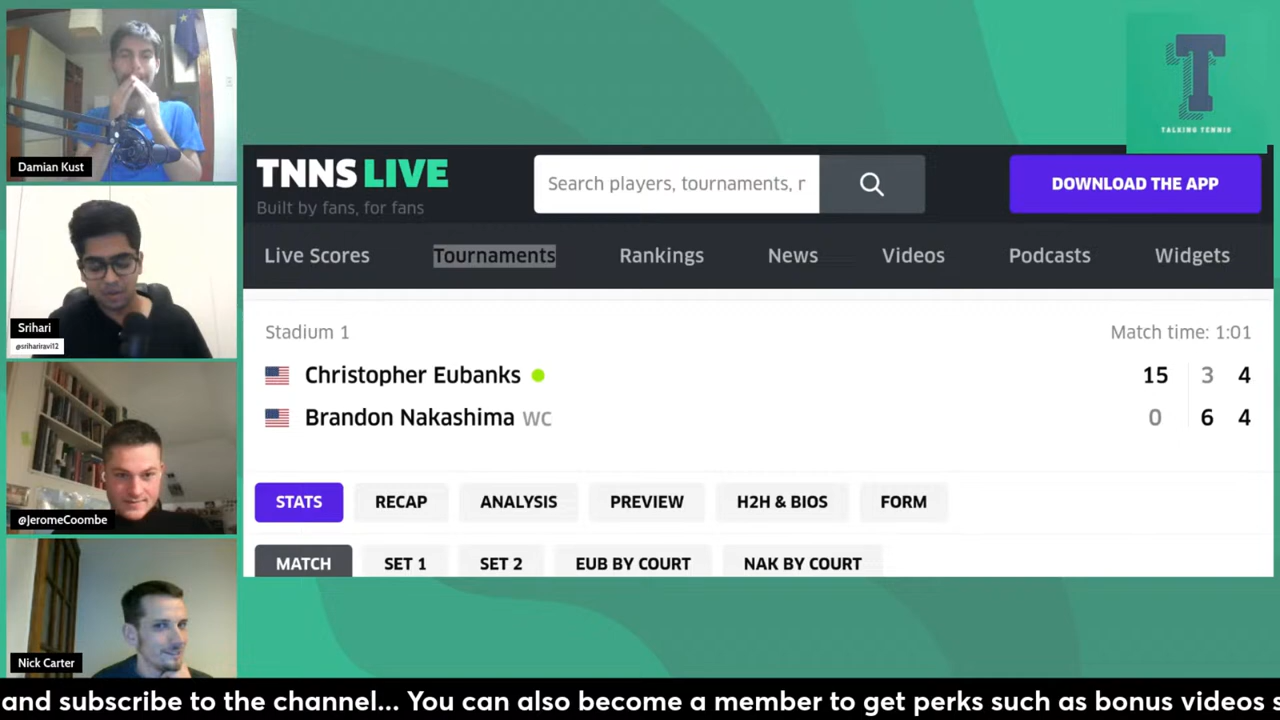 Damian Kust
Srihari
@srihariravi12
@JeromeCoombe
Nick Carter
T
TALKING TENNIS
TNNS LIVE
Built by fans, for fans
Search players, tournaments, r
DOWNLOAD THE APP
Live Scores Tournaments Rankings News Videos Podcasts Widgets
Stadium 1 Match time: 1:01
Christopher Eubanks 15 3 4
Brandon Nakashima WC 0 6 4
STATS RECAP ANALYSIS PREVIEW H2H & BIOS FORM
MATCH SET 1 SET 2 EUB BY COURT NAK BY COURT
and subscribe to the channel... You can also become a member to get perks such as bonus videos s